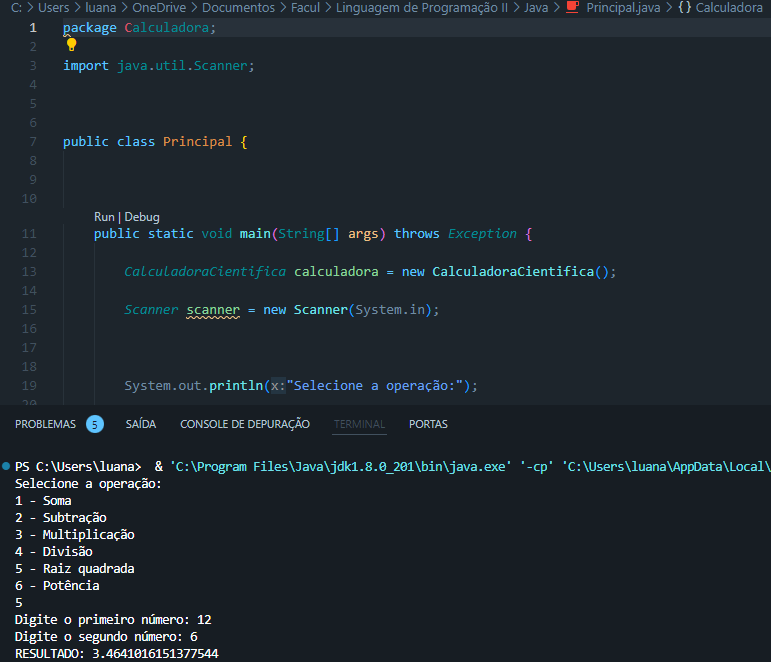 C: > Users > luana > OneDrive > Documentos > Facul > Linguagem de Programação II > Java > Principal.java > {} Calculadora
1 package Calculadora;
2
3 import java.util.Scanner;
4
5
6
7 public class Principal {
8
9
10
Run | Debug
11 public static void main(String[] args) throws Exception {
12
13 CalculadoraCientifica calculadora = new CalculadoraCientifica();
14
15 Scanner scanner = new Scanner(System.in);
16
17
18
19 System.out.println(x:"Selecione a operação:");
20
PROBLEMAS 5 SAÍDA CONSOLE DE DEPURAÇÃO TERMINAL PORTAS
PS C:\Users\luana> & 'C:\Program Files\Java\jdk1.8.0_201\bin\java.exe' '-cp' 'C:\Users\luana\AppData\Local\
Selecione a operação:
1 - Soma
2 - Subtração
3 - Multiplicação
4 - Divisão
5 - Raiz quadrada
6 - Potência
5
Digite o primeiro número: 12
Digite o segundo número: 6
RESULTADO: 3.4641016151377544